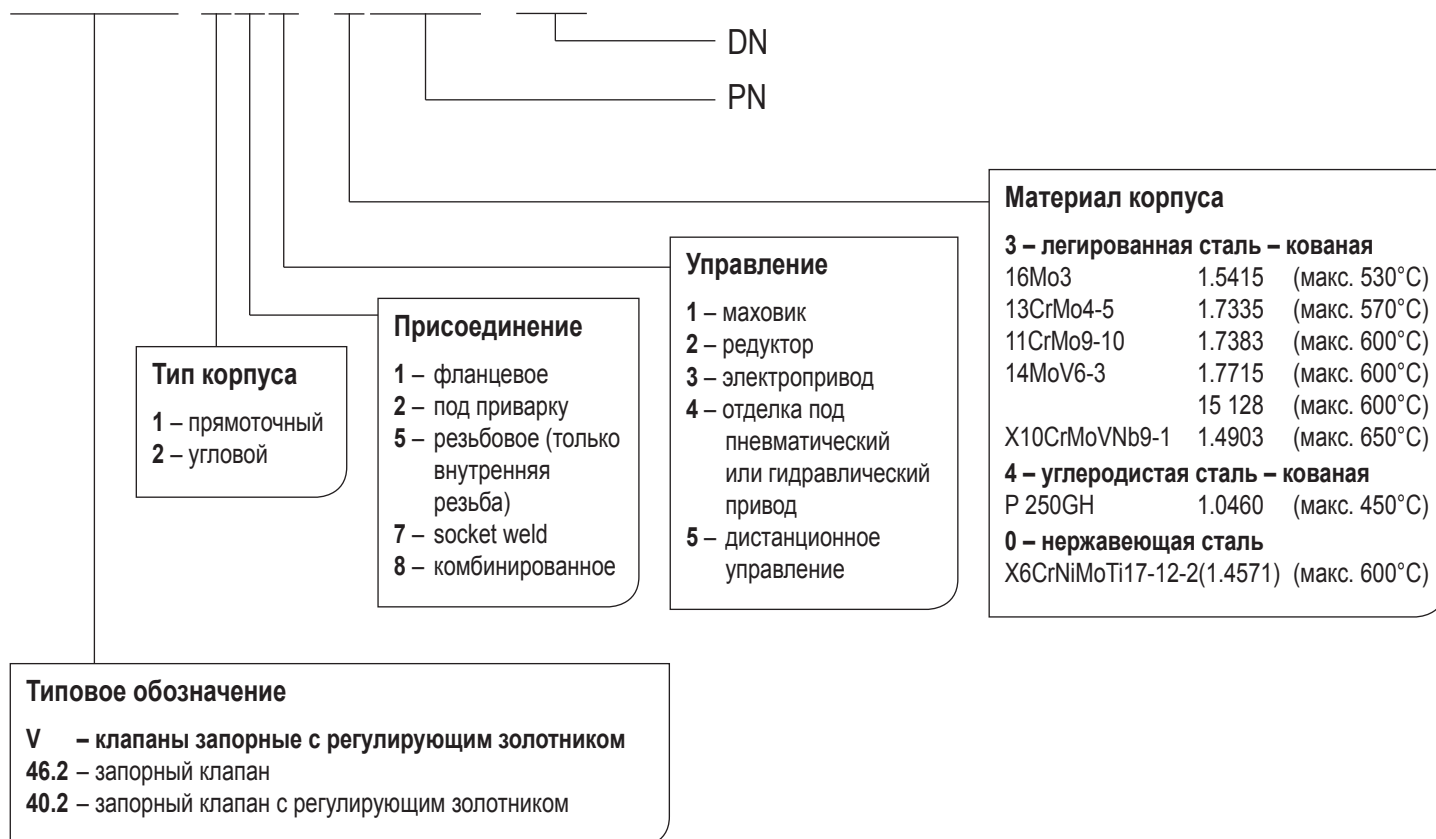 DN
PN
Материал корпуса
3 – легированная сталь – кованая
16Mo3 1.5415 (макс. 530°C)
13CrMo4-5 1.7335 (макс. 570°C)
11CrMo9-10 1.7383 (макс. 600°C)
14MoV6-3 1.7715 (макс. 600°C)
15 128 (макс. 600°C)
X10CrMoVNb9-1 1.4903 (макс. 650°C)
4 – углеродистая сталь – кованая
P 250GH 1.0460 (макс. 450°C)
0 – нержавеющая сталь
X6CrNiMoTi17-12-2(1.4571) (макс. 600°C)
Управление
1 – маховик
2 – редуктор
3 – электропривод
4 – отделка под
пневматический
или гидравлический
привод
5 – дистанционное
управление
Присоединение
1 – фланцевое
2 – под приварку
5 – резьбовое (только
внутренняя
резьба)
7 – socket weld
8 – комбинированное
Тип корпуса
1 – прямоточный
2 – угловой
Типовое обозначение
V – клапаны запорные с регулирующим золотником
46.2 – запорный клапан
40.2 – запорный клапан с регулирующим золотником